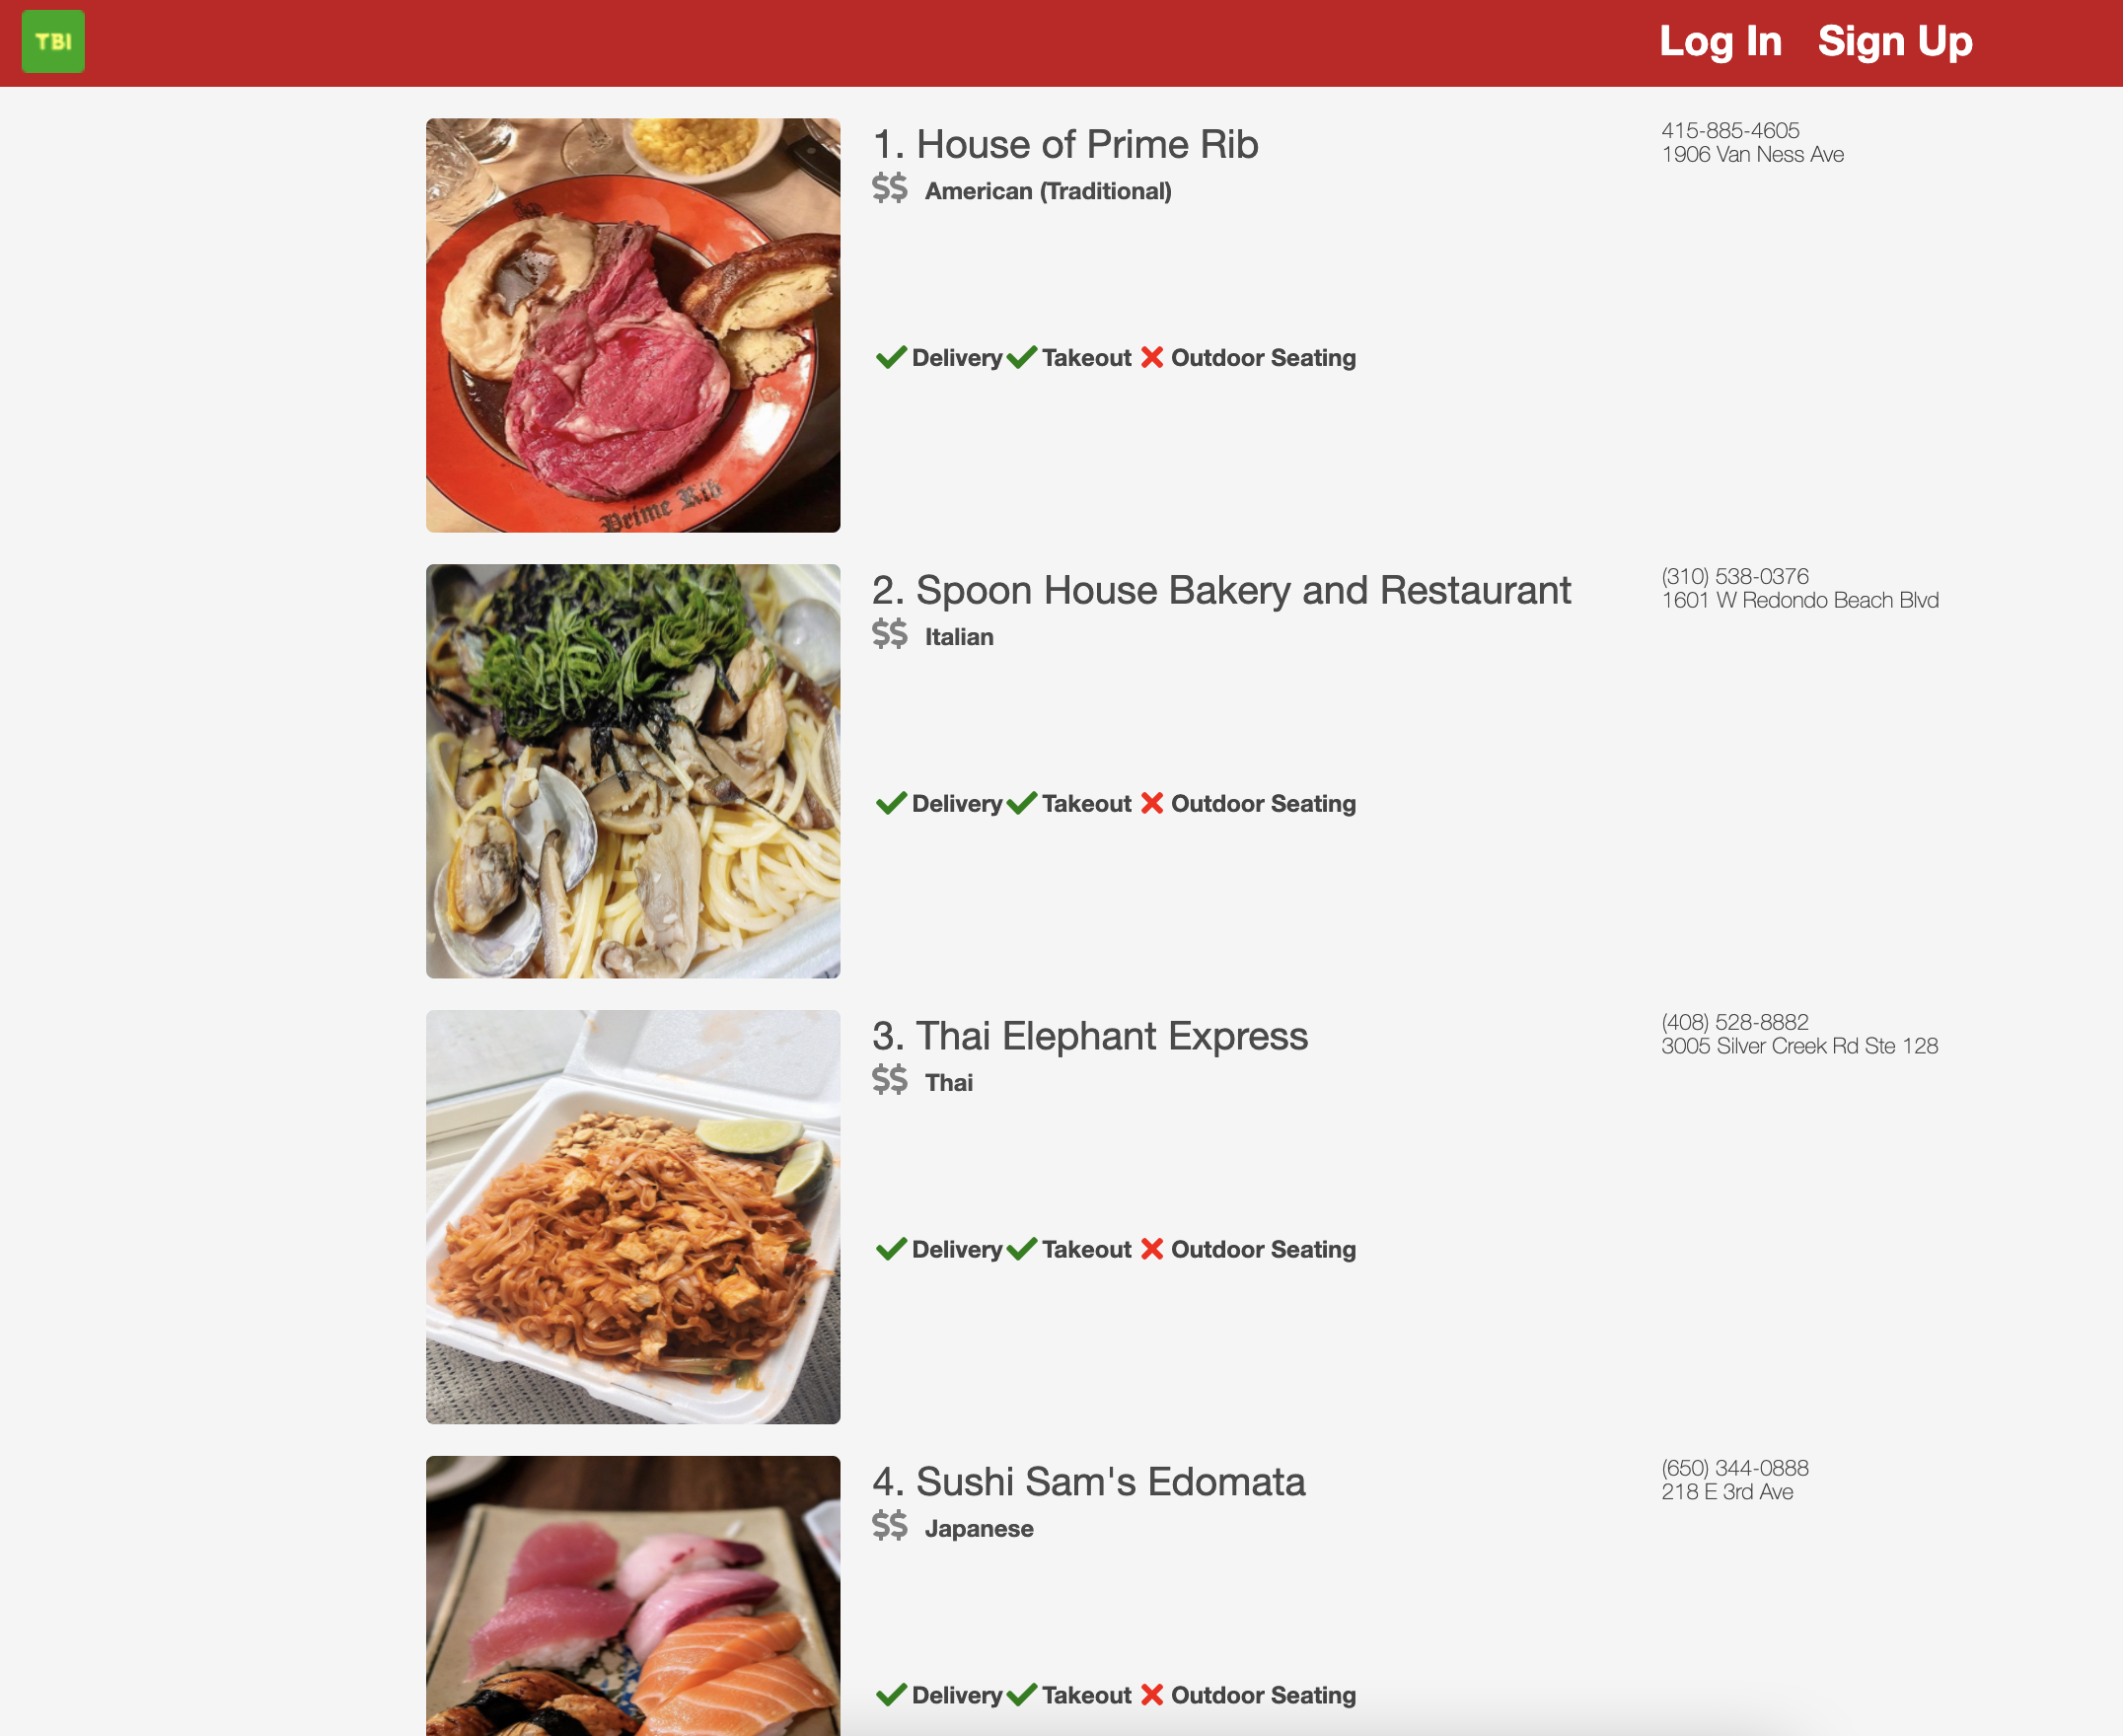 TBI
Log In Sign Up
1. House of Prime Rib
415-885-4605
1906 Van Ness Ave
$$ American (Traditional)
Delivery Takeout Outdoor Seating
Prime Rib
2. Spoon House Bakery and Restaurant
(310) 538-0376
1601 W Redondo Beach Blvd
$$ Italian
Delivery Takeout Outdoor Seating
3. Thai Elephant Express
(408) 528-8882
3005 Silver Creek Rd Ste 128
$$ Thai
Delivery Takeout Outdoor Seating
4. Sushi Sam's Edomata
(650) 344-0888
218 E 3rd Ave
$$ Japanese
Delivery Takeout Outdoor Seating